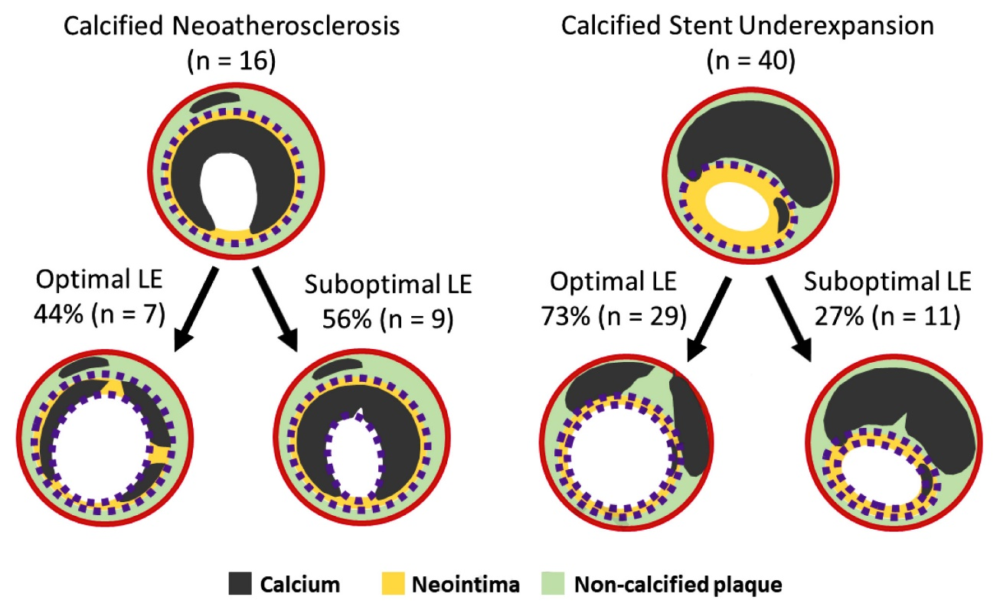 Calcified Neoatherosclerosis
(n = 16)
Calcified Stent Underexpansion
(n = 40)
Optimal LE
44% (n = 7)
Suboptimal LE
56% (n = 9)
Optimal LE
73% (n = 29)
Suboptimal LE
27% (n = 11)
Calcium
Neointima
Non-calcified plaque